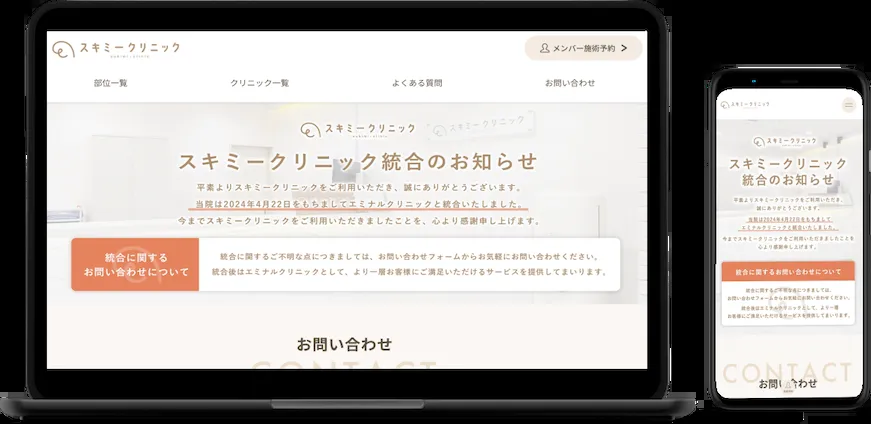 スキミークリニック
skimi clinic
メンバー施術予約
部位一覧
クリニック一覧
よくある質問
お問い合わせ
スキミークリニック
スキミークリニック
スキミークリニック統合のお知らせ
平素よりスキミークリニックをご利用いただき、誠にありがとうございます。
当院は2024年4月22日をもちましてエミナルクリニックと統合いたしました。
今までスキミークリニックをご利用いただきましたことを、心より感謝申し上げます。
統合に関する
お問い合わせについて
統合に関するご不明な点につきましては、お問い合わせフォームからお気軽にお問い合わせください。
統合後はエミナルクリニックとして、より一層お客様にご満足いただけるサービスを提供してまいります。
お問い合わせ
CONTACT
スキミークリニック
スキミークリニック
スキミークリニック
統合のお知らせ
平素よりスキミークリニックをご利用いただき、
誠にありがとうございます。
当院は2024年4月22日をもちまして
エミナルクリニックと統合いたしました。
今までスキミークリニックをご利用いただきましたことを
心より感謝申し上げます。
統合に関するお問い合わせについて
統合に関するご不明な点につきましては、
お問い合わせフォームからお気軽にお問い合わせください。
統合後はエミナルクリニックとして、より一層
お客様にご満足いただけるサービスを提供してまいります。
CONTACT
お問い合わせ